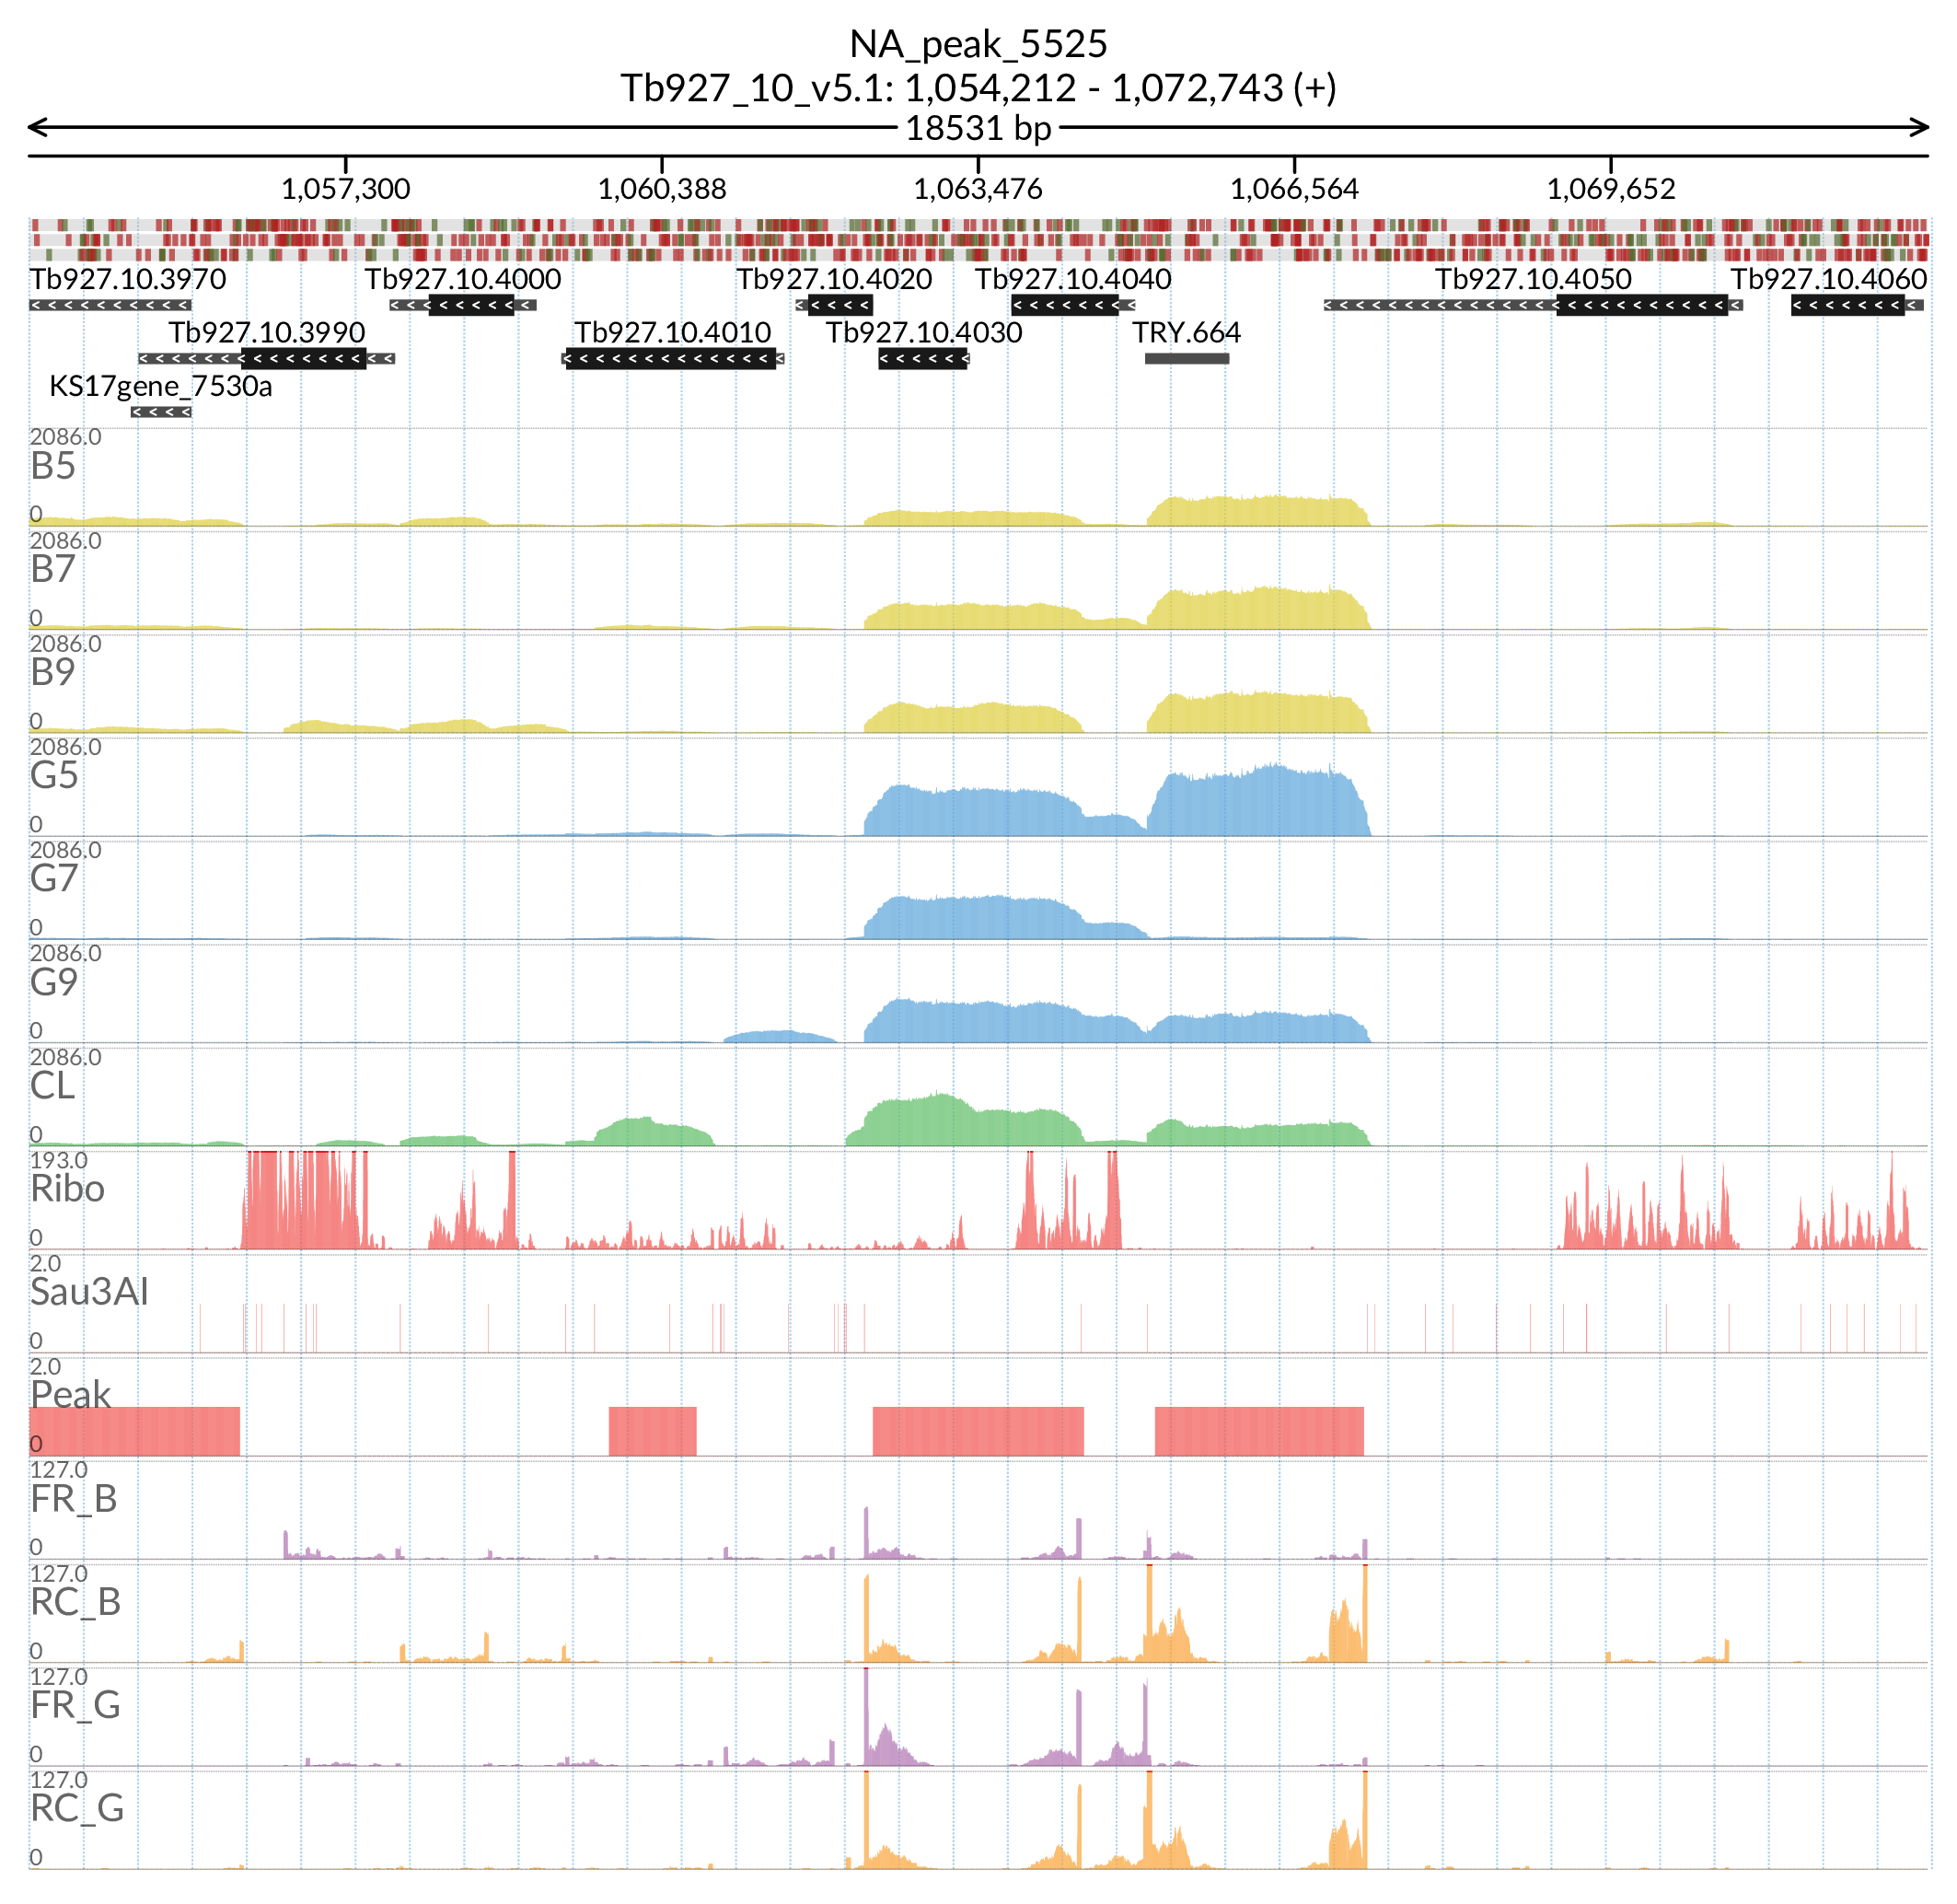 NA_peak_5525
Tb927_10_v5.1: 1,054,212 - 1,072,743 (+)
18531 bp
1,057,300 1,060,388 1,063,476 1,066,564 1,069,652
Tb927.10.3970 Tb927.10.4000 Tb927.10.4020 Tb927.10.4040 Tb927.10.4050 Tb927.10.4060
Tb927.10.3990 Tb927.10.4010 Tb927.10.4030 TRY.664
KS17gene_7530a
2086.0
B5
0
2086.0
B7
0
2086.0
B9
0
2086.0
G5
0
2086.0
G7
0
2086.0
G9
0
2086.0
CL
0
193.0
Ribo
0
2.0
Sau3AI
0
2.0
Peak
0
127.0
FR_B
0
127.0
RC_B
0
127.0
FR_G
0
127.0
RC_G
0